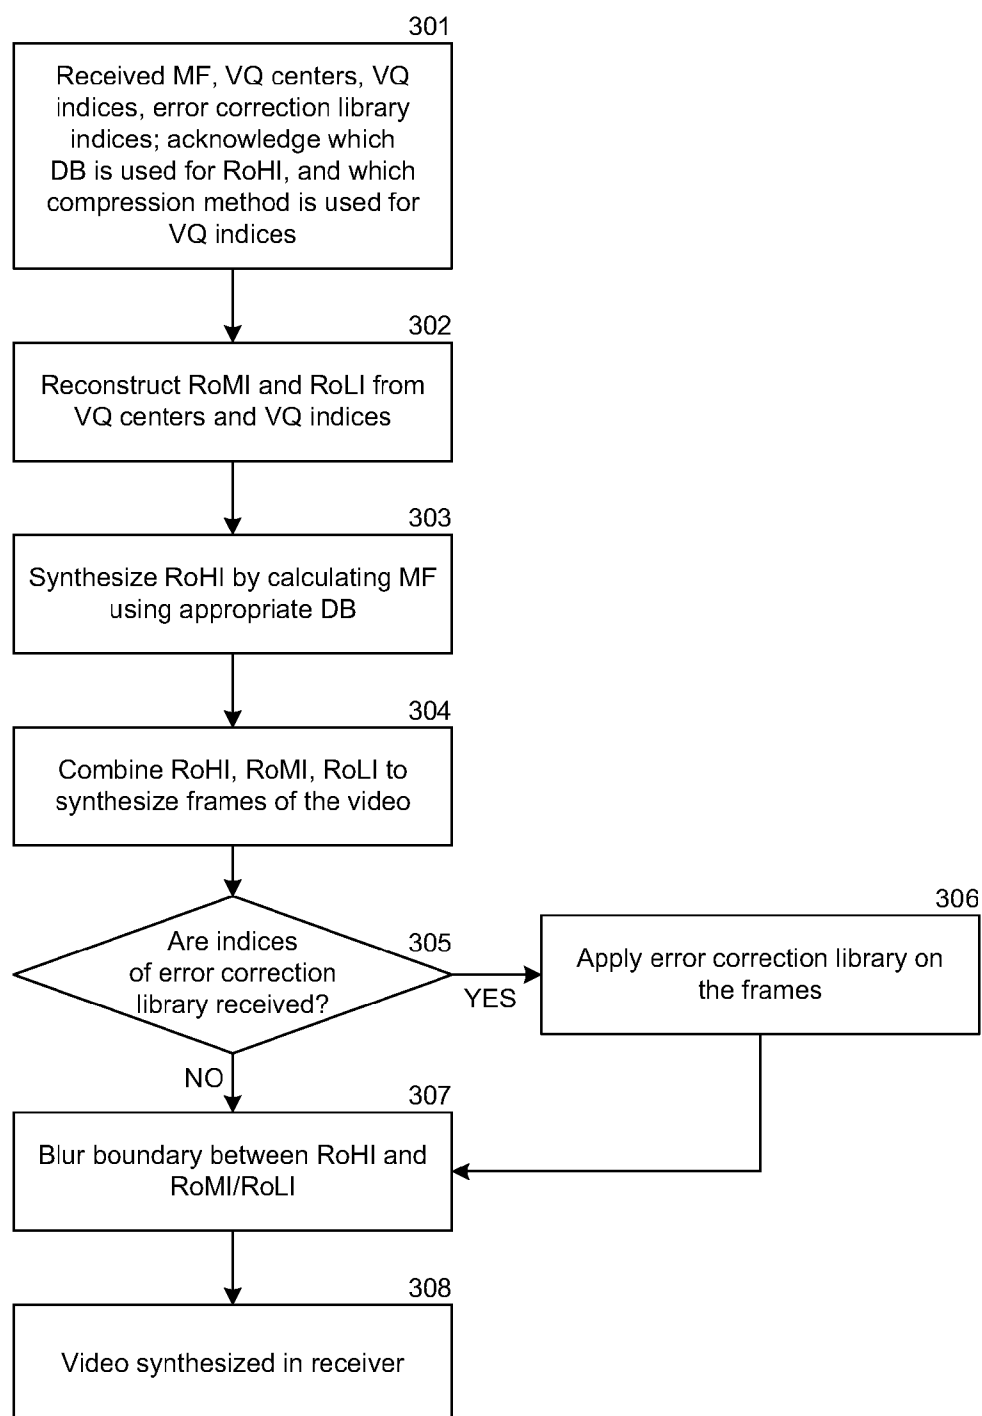 301
Received MF, VQ centers, VQ
indices, error correction library
indices; acknowledge which
DB is used for RoHI, and which
compression method is used for
VQ indices
302
Reconstruct RoMI and RoLI from
VQ centers and VQ indices
303
Synthesize RoHI by calculating MF
using appropriate DB
304
Combine RoHI, RoMI, RoLI to
synthesize frames of the video
305
Are indices
of error correction
library received?
YES
306
Apply error correction library on
the frames
NO
307
Blur boundary between RoHI and
RoMI/RoLI
308
Video synthesized in receiver